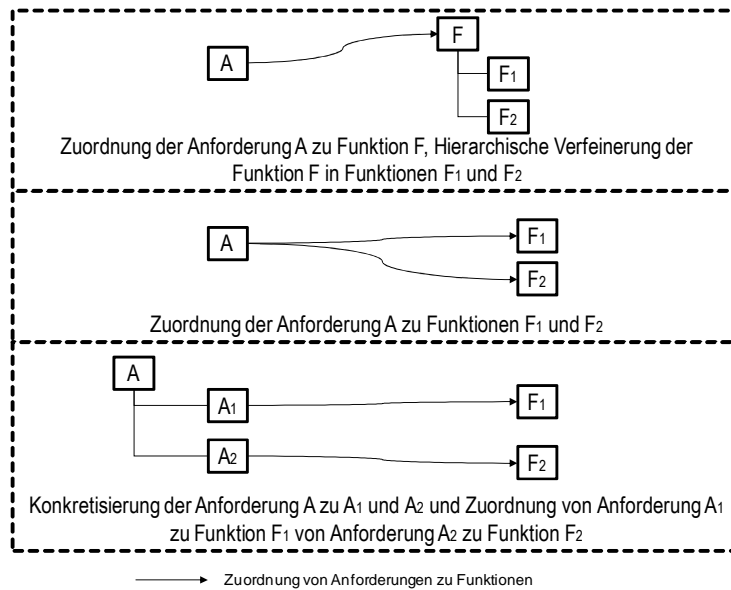 F
A
F₁
F₂
Zuordnung der Anforderung A zu Funktion F, Hierarchische Verfeinerung der
Funktion F in Funktionen F₁ und F₂
A
F₁
F₂
Zuordnung der Anforderung A zu Funktionen F₁ und F₂
A
A₁
F₁
A₂
F₂
Konkretisierung der Anforderung A zu A₁ und A₂ und Zuordnung von Anforderung A₁
zu Funktion F₁ von Anforderung A₂ zu Funktion F₂
Zuordnung von Anforderungen zu Funktionen